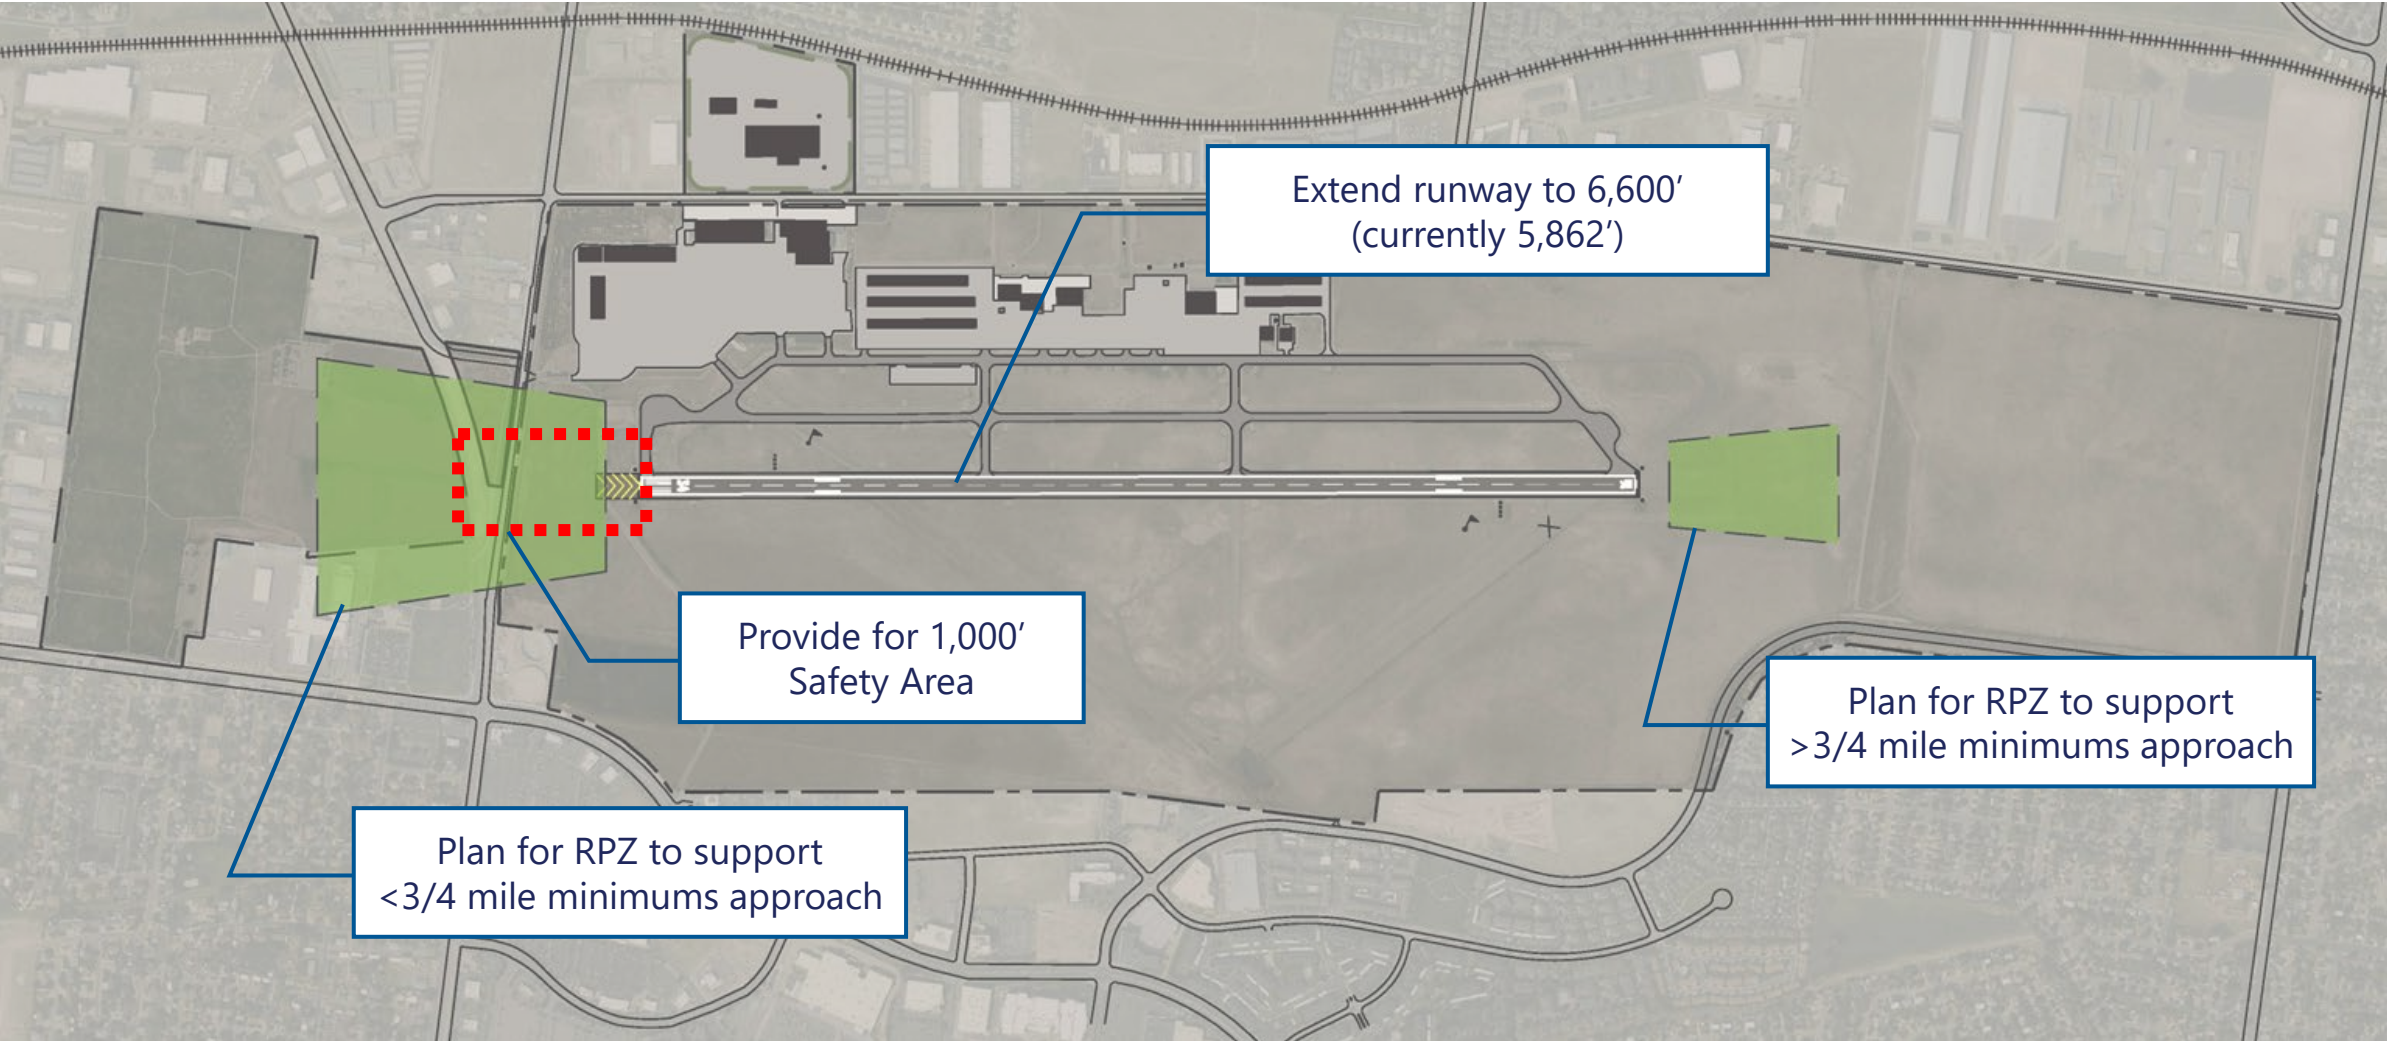 Extend runway to 6,600’
(currently 5,862’)
Provide for 1,000’
Safety Area
Plan for RPZ to support
>3/4 mile minimums approach
Plan for RPZ to support
<3/4 mile minimums approach